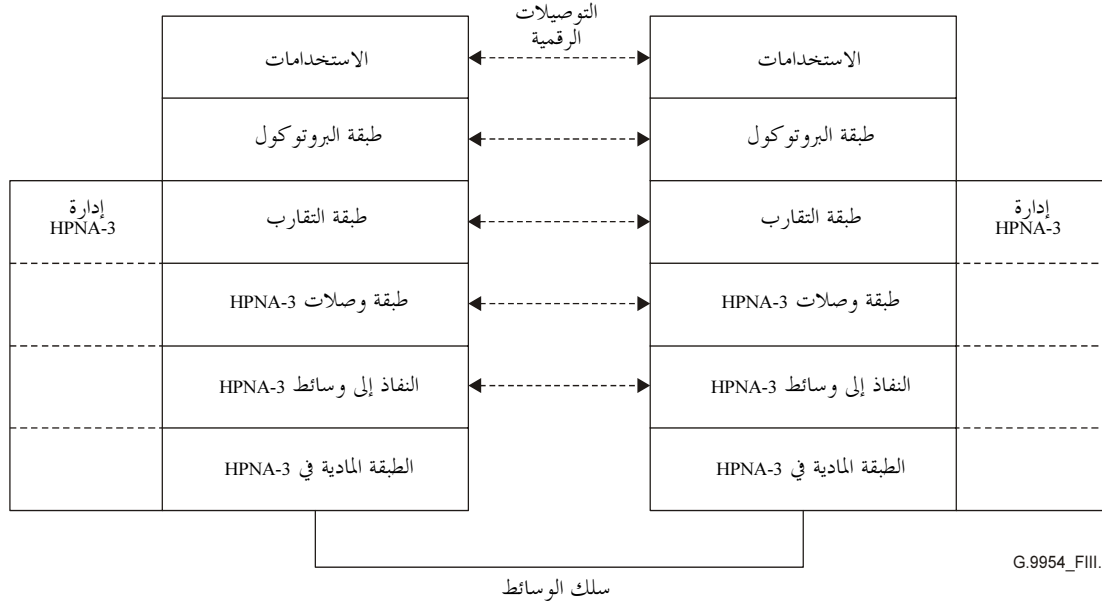 التوصيلات
الرقمية
الاستخدامات
الاستخدامات
طبقة البروتوكول
طبقة البروتوكول
إدارة
HPNA-3
طبقة التقارب
طبقة التقارب
إدارة
HPNA-3
طبقة وصلات HPNA-3
طبقة وصلات HPNA-3
النفاذ إلى وسائط HPNA-3
النفاذ إلى وسائط HPNA-3
الطبقة المادية في HPNA-3
الطبقة المادية في HPNA-3
سلك الوسائط
G.9954_FIII.